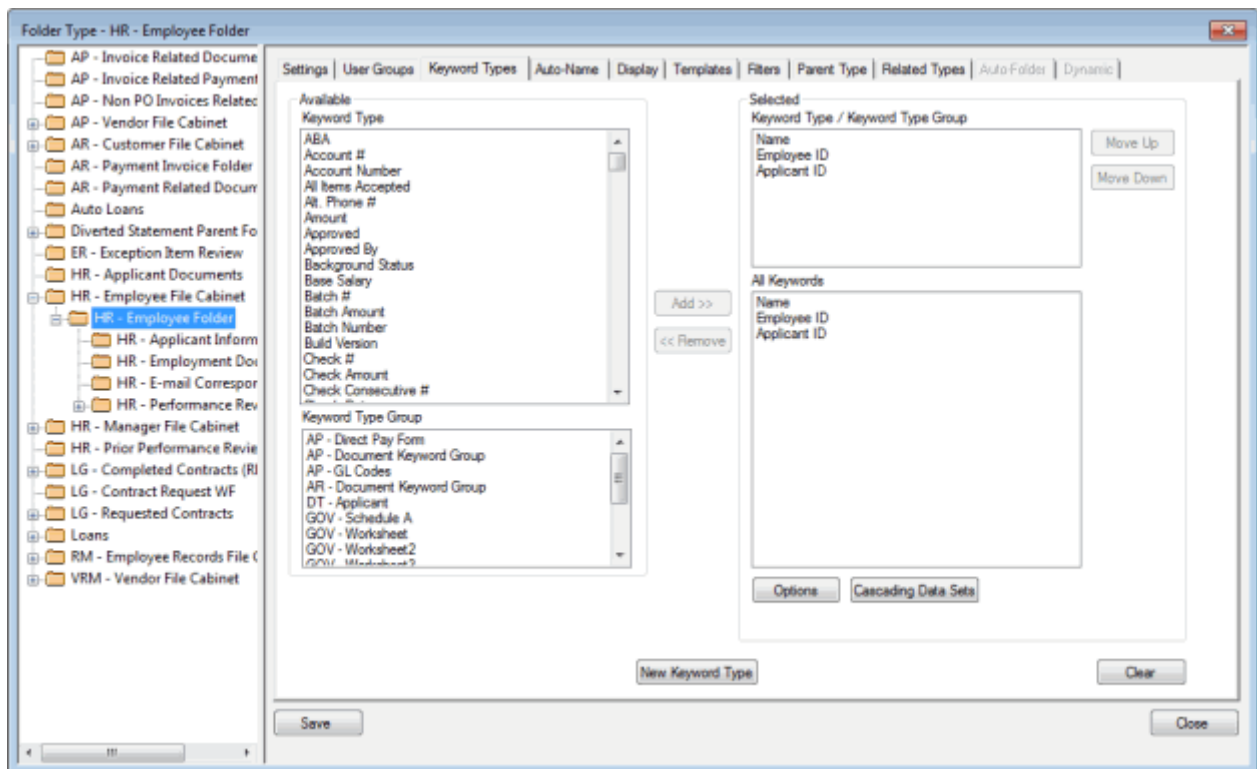 Folder Type - HR - Employee Folder
AP - Invoice Related Docume
AP - Invoice Related Payment
AP - Non PO Invoices Related
AP - Vendor File Cabinet
AR - Customer File Cabinet
AR - Payment Invoice Folder
AR - Payment Related Docum
Auto Loans
Diverted Statement Parent Fo
ER - Exception Item Review
HR - Applicant Documents
HR - Employee File Cabinet
HR - Employee Folder
HR - Applicant Inform
HR - Employment Do
HR - E-mail Correspor
HR - Performance Rev
HR - Manager File Cabinet
HR - Prior Performance Revie
LG - Completed Contracts (RI
LG - Contract Request WF
LG - Requested Contracts
Loans
RM - Employee Records File C
VRM - Vendor File Cabinet
Settings User Groups Keyword Types Auto-Name Display Templates Filters Parent Type Related Types Auto Folder Dynamic
Available
Keyword Type
ABA
Account #
Account Number
All Items Accepted
Alt. Phone #
Amount
Approved
Approved By
Background Status
Base Salary
Batch #
Batch Amount
Batch Number
Build Version
Check #
Check Amount
Check Consecutive #
Keyword Type Group
AP - Direct Pay Form
AP - Document Keyword Group
AP - GL Codes
AR - Document Keyword Group
DT - Applicant
GOV - Schedule A
GOV - Worksheet
GOV - Worksheet2
GOV - Worksheet3
Add >>
<< Remove
Selected
Keyword Type / Keyword Type Group
Name
Employee ID
Applicant ID
Move Up
Move Down
All Keywords
Name
Employee ID
Applicant ID
Options Cascading Data Sets
New Keyword Type Clear
Save Close